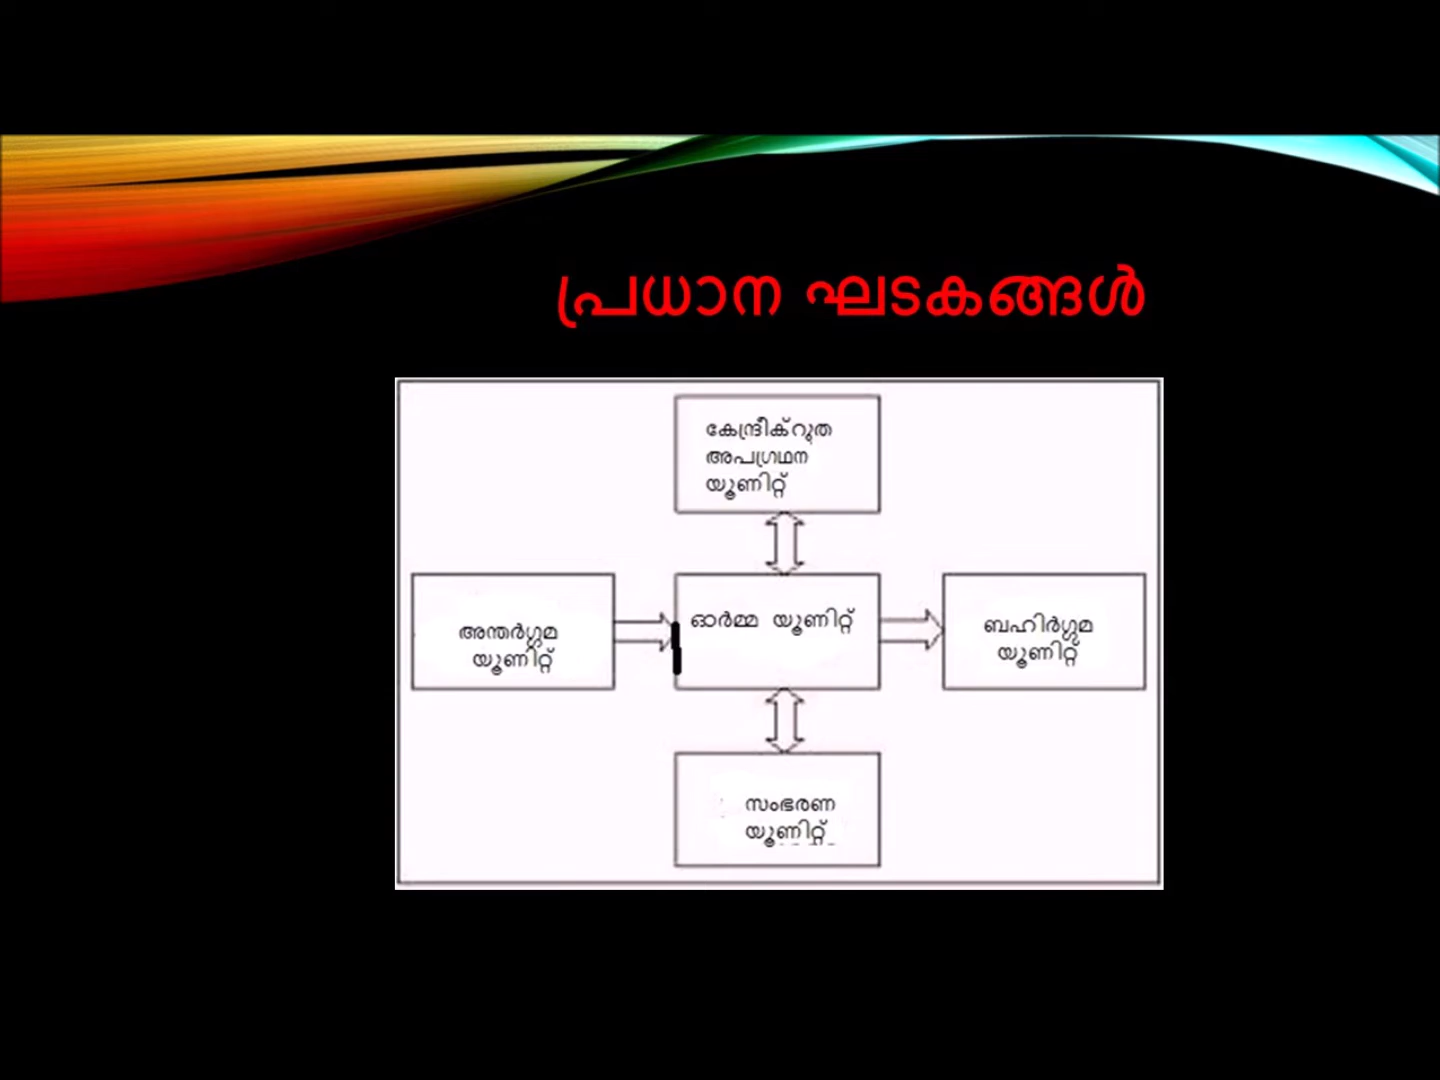 പ്രധാന ഘടകങ്ങൾ
കേന്ദ്രീക്റുത
അപഗ്രഥന
യൂണിറ്റ്
അന്തർഗ്ഗമ
യൂണിറ്റ്
ഓർമ്മ യൂണിറ്റ്
ബഹിർഗ്ഗമ
യൂണിറ്റ്
സംഭരണ
യൂണിറ്റ്